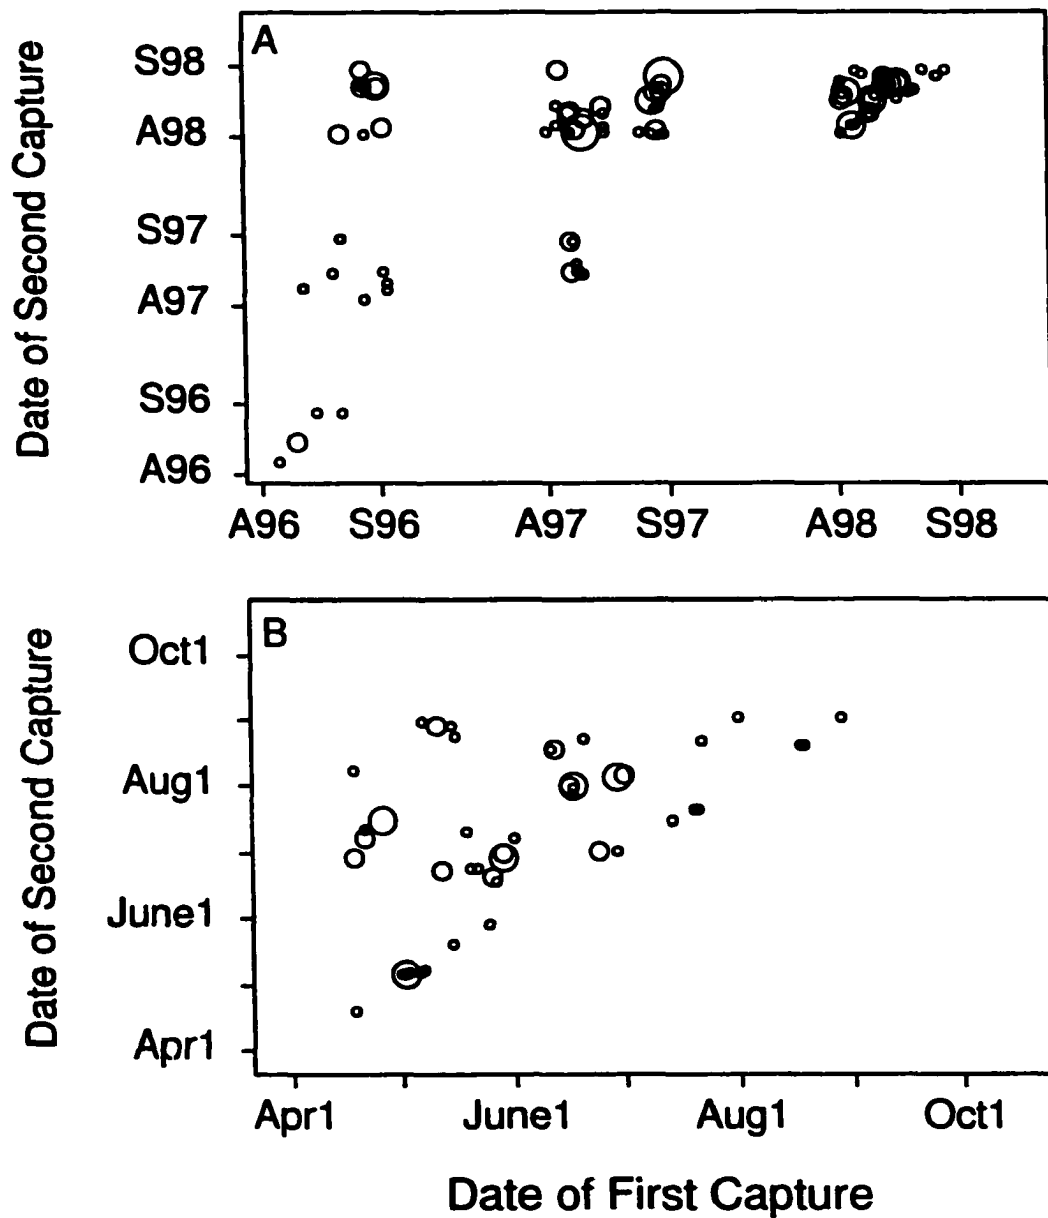 A
Date of Second Capture
S98
A98
S97
A97
S96
A96
A96 S96 A97 S97 A98 S98
B
Date of Second Capture
Oct1
Aug1
June1
Apr1
Apr1 June1 Aug1 Oct1
Date of First Capture